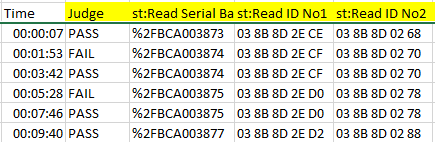 Time Judge st:Read Serial Ba st:Read ID No1 st:Read ID No2
00:00:07 PASS %2FBCA003873 03 8B 8D 2E CE 03 8B 8D 02 68
00:01:53 FAIL %2FBCA003874 03 8B 8D 2E CF 03 8B 8D 02 70
00:03:42 PASS %2FBCA003874 03 8B 8D 2E CF 03 8B 8D 02 70
00:05:28 FAIL %2FBCA003875 03 8B 8D 2E D0 03 8B 8D 02 78
00:07:46 PASS %2FBCA003875 03 8B 8D 2E D0 03 8B 8D 02 78
00:09:40 PASS %2FBCA003877 03 8B 8D 2E D2 03 8B 8D 02 88